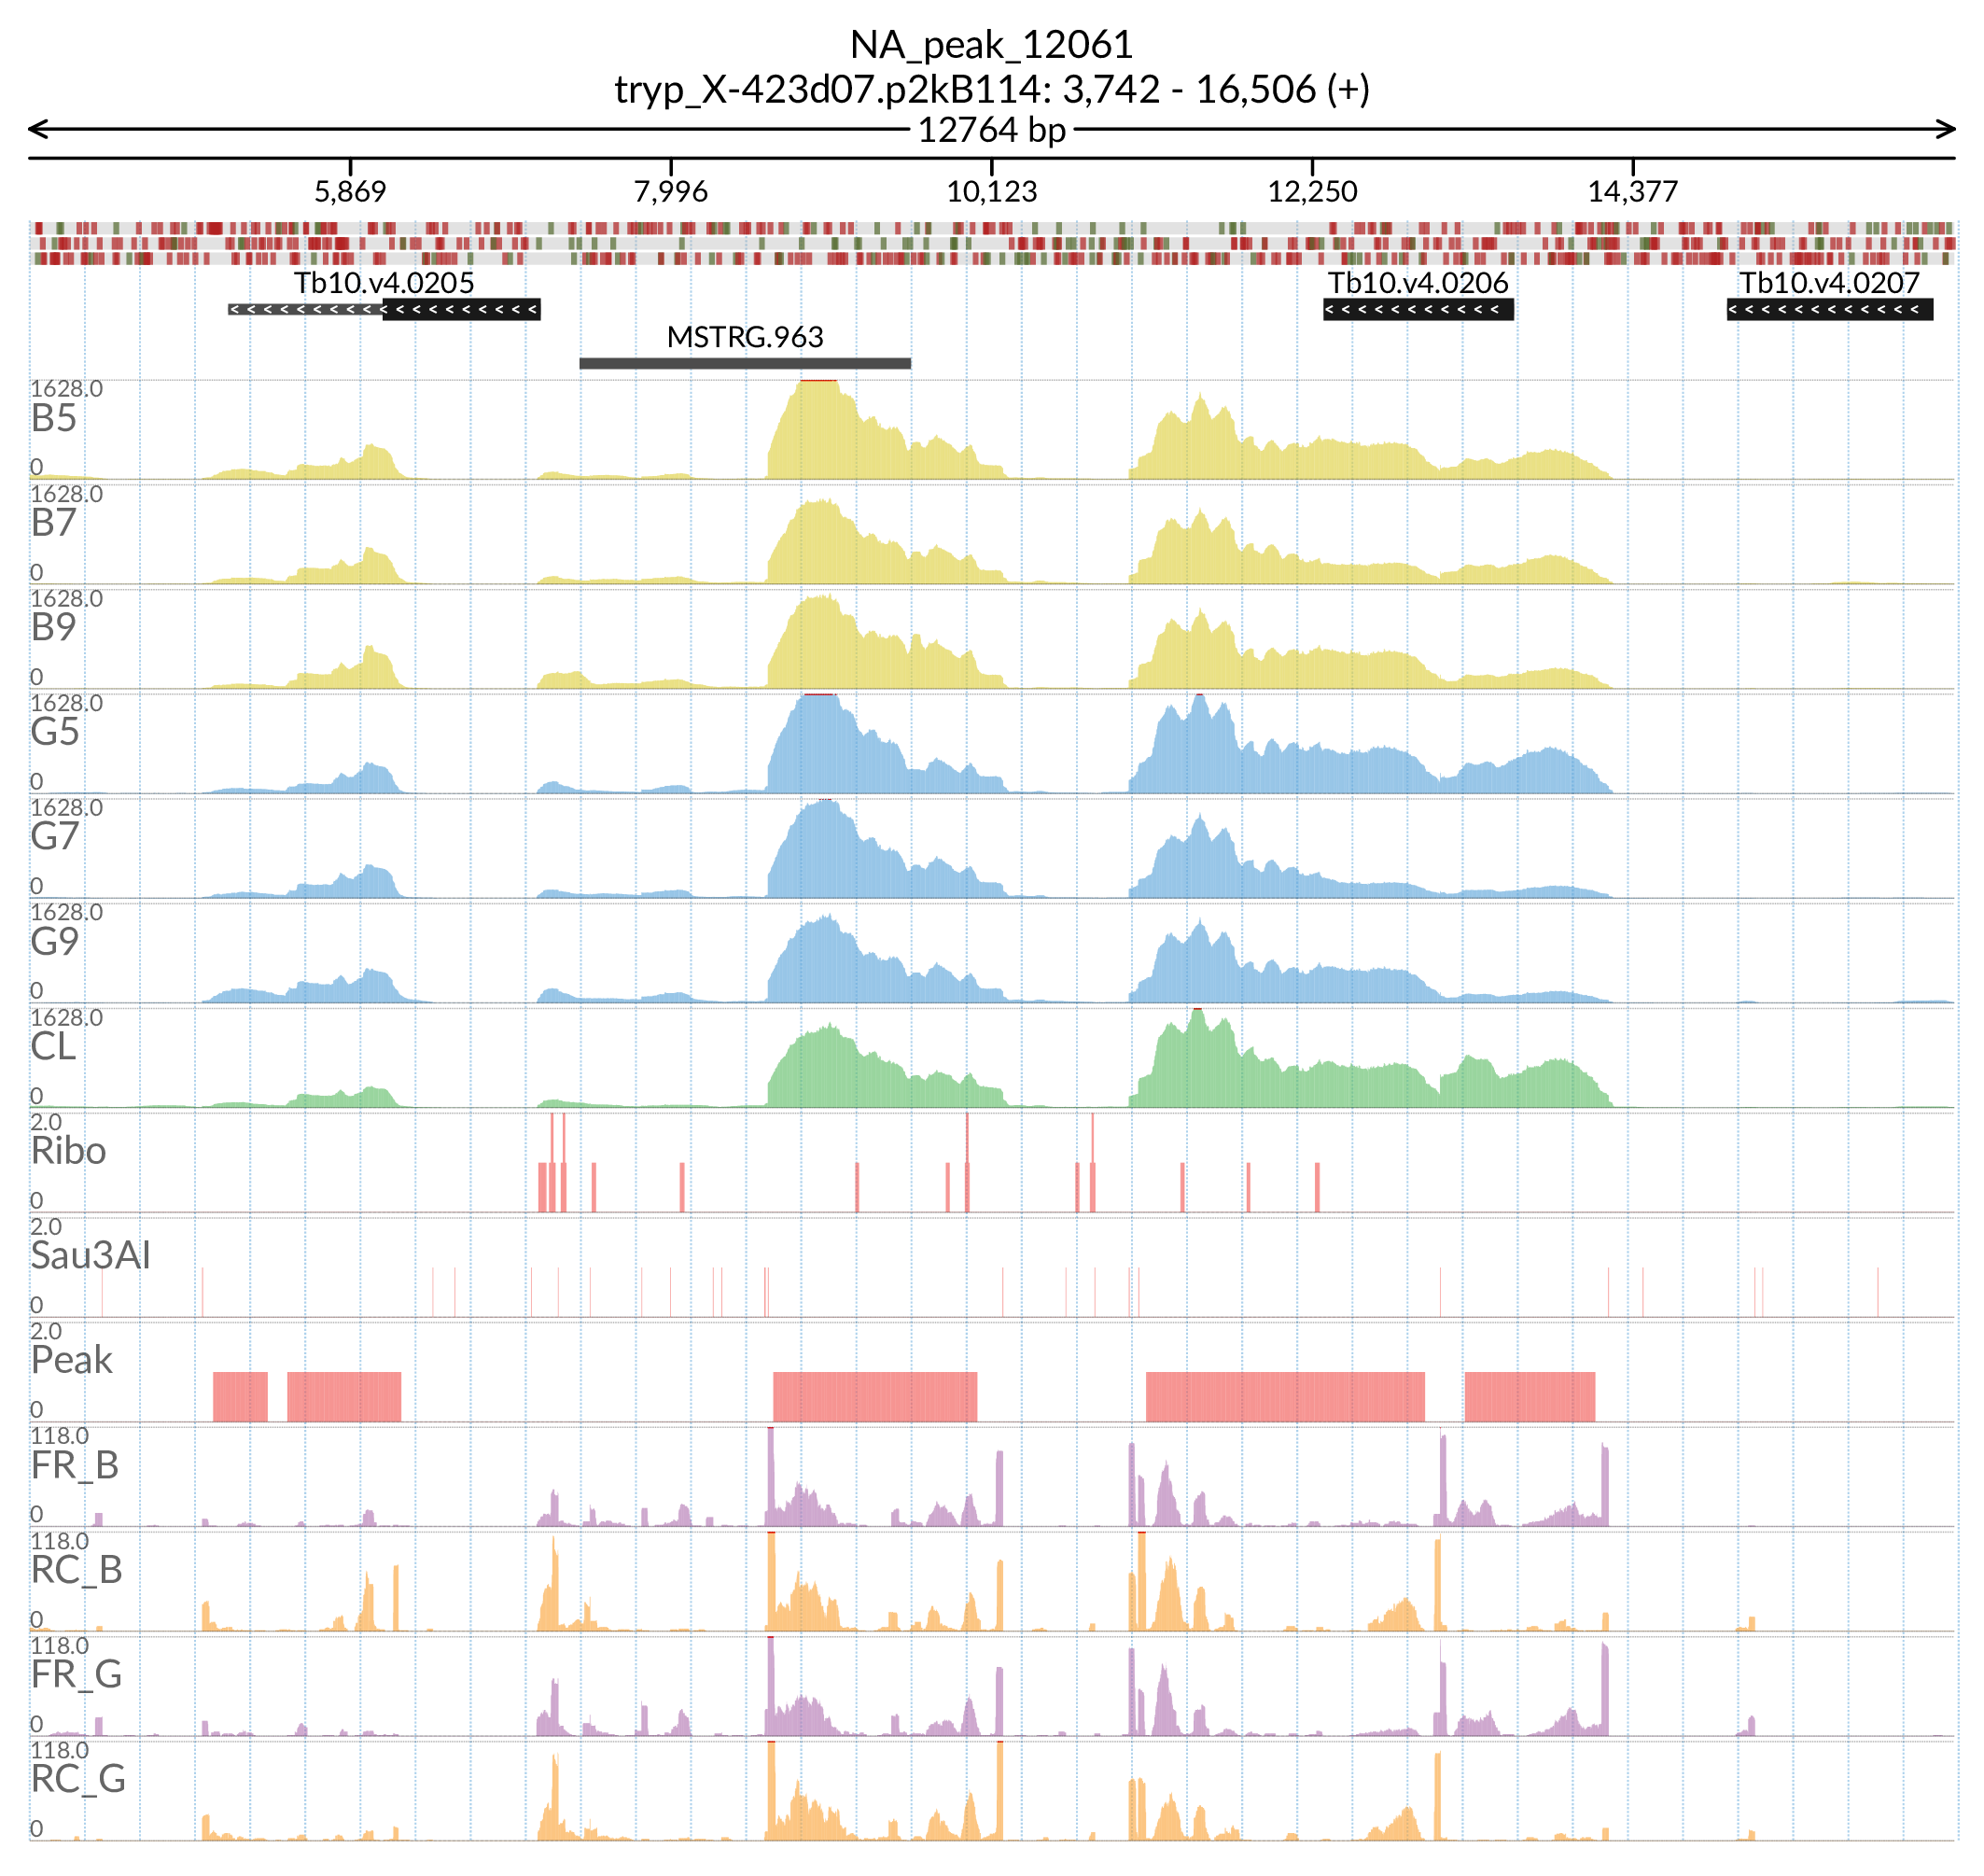 NA_peak_12061
tryp_X-423d07.p2kB114: 3,742 - 16,506 (+)
12764 bp
5,869 7,996 10,123 12,250 14,377
Tb10.v4.0205 Tb10.v4.0206 Tb10.v4.0207
MSTRG.963
1628.0
B5
0
1628.0
B7
0
1628.0
B9
0
1628.0
G5
0
1628.0
G7
0
1628.0
G9
0
1628.0
CL
0
2.0
Ribo
0
2.0
Sau3AI
0
2.0
Peak
0
118.0
FR_B
0
118.0
RC_B
0
118.0
FR_G
0
118.0
RC_G
0